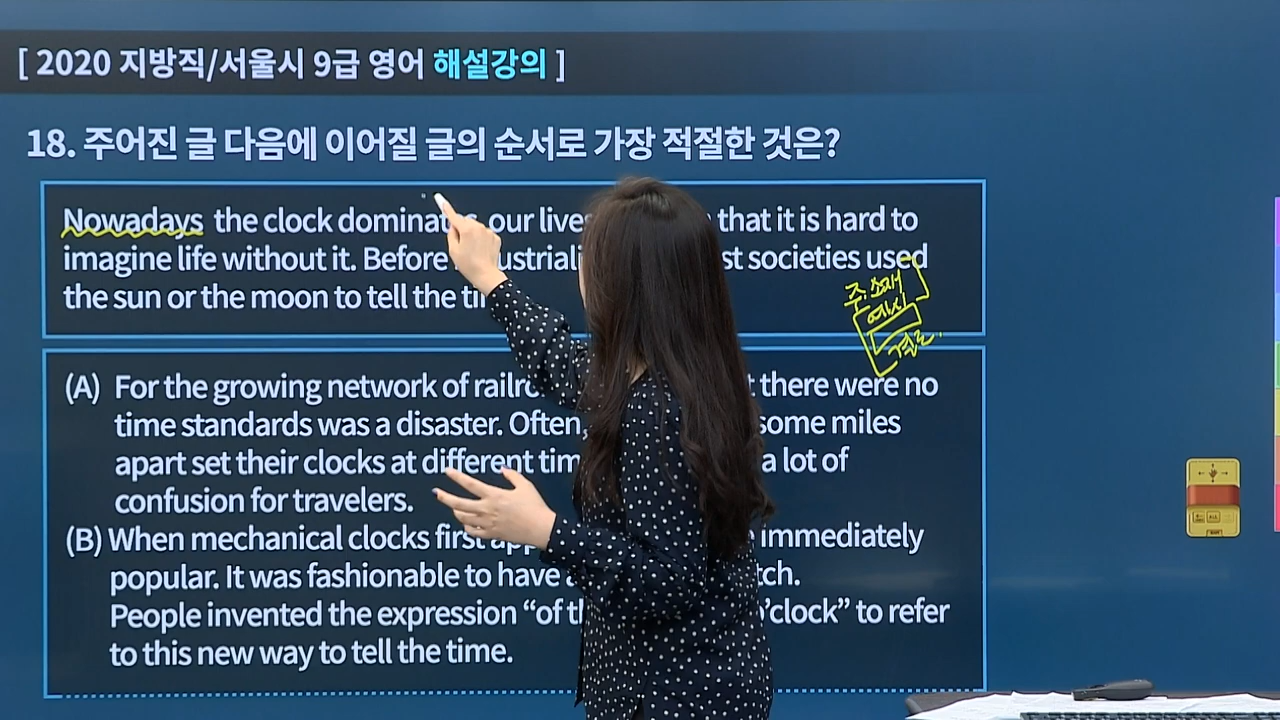 [ 2020 지방직/서울시 9급 영어 해설강의 ]
18. 주어진 글 다음에 이어질 글의 순서로 가장 적절한 것은?
Nowadays the clock dominates our lives that it is hard to
imagine life without it. Before societies used
the sun or the moon to tell the
주소재
예시
결론
(A) For the growing network of there were no
time standards was a disaster. Often, some miles
apart set their clocks at different a lot of
confusion for travelers.
(B) When mechanical clocks first immediately
popular. It was fashionable to have
People invented the expression “of o’clock” to refer
to this new way to tell the time.